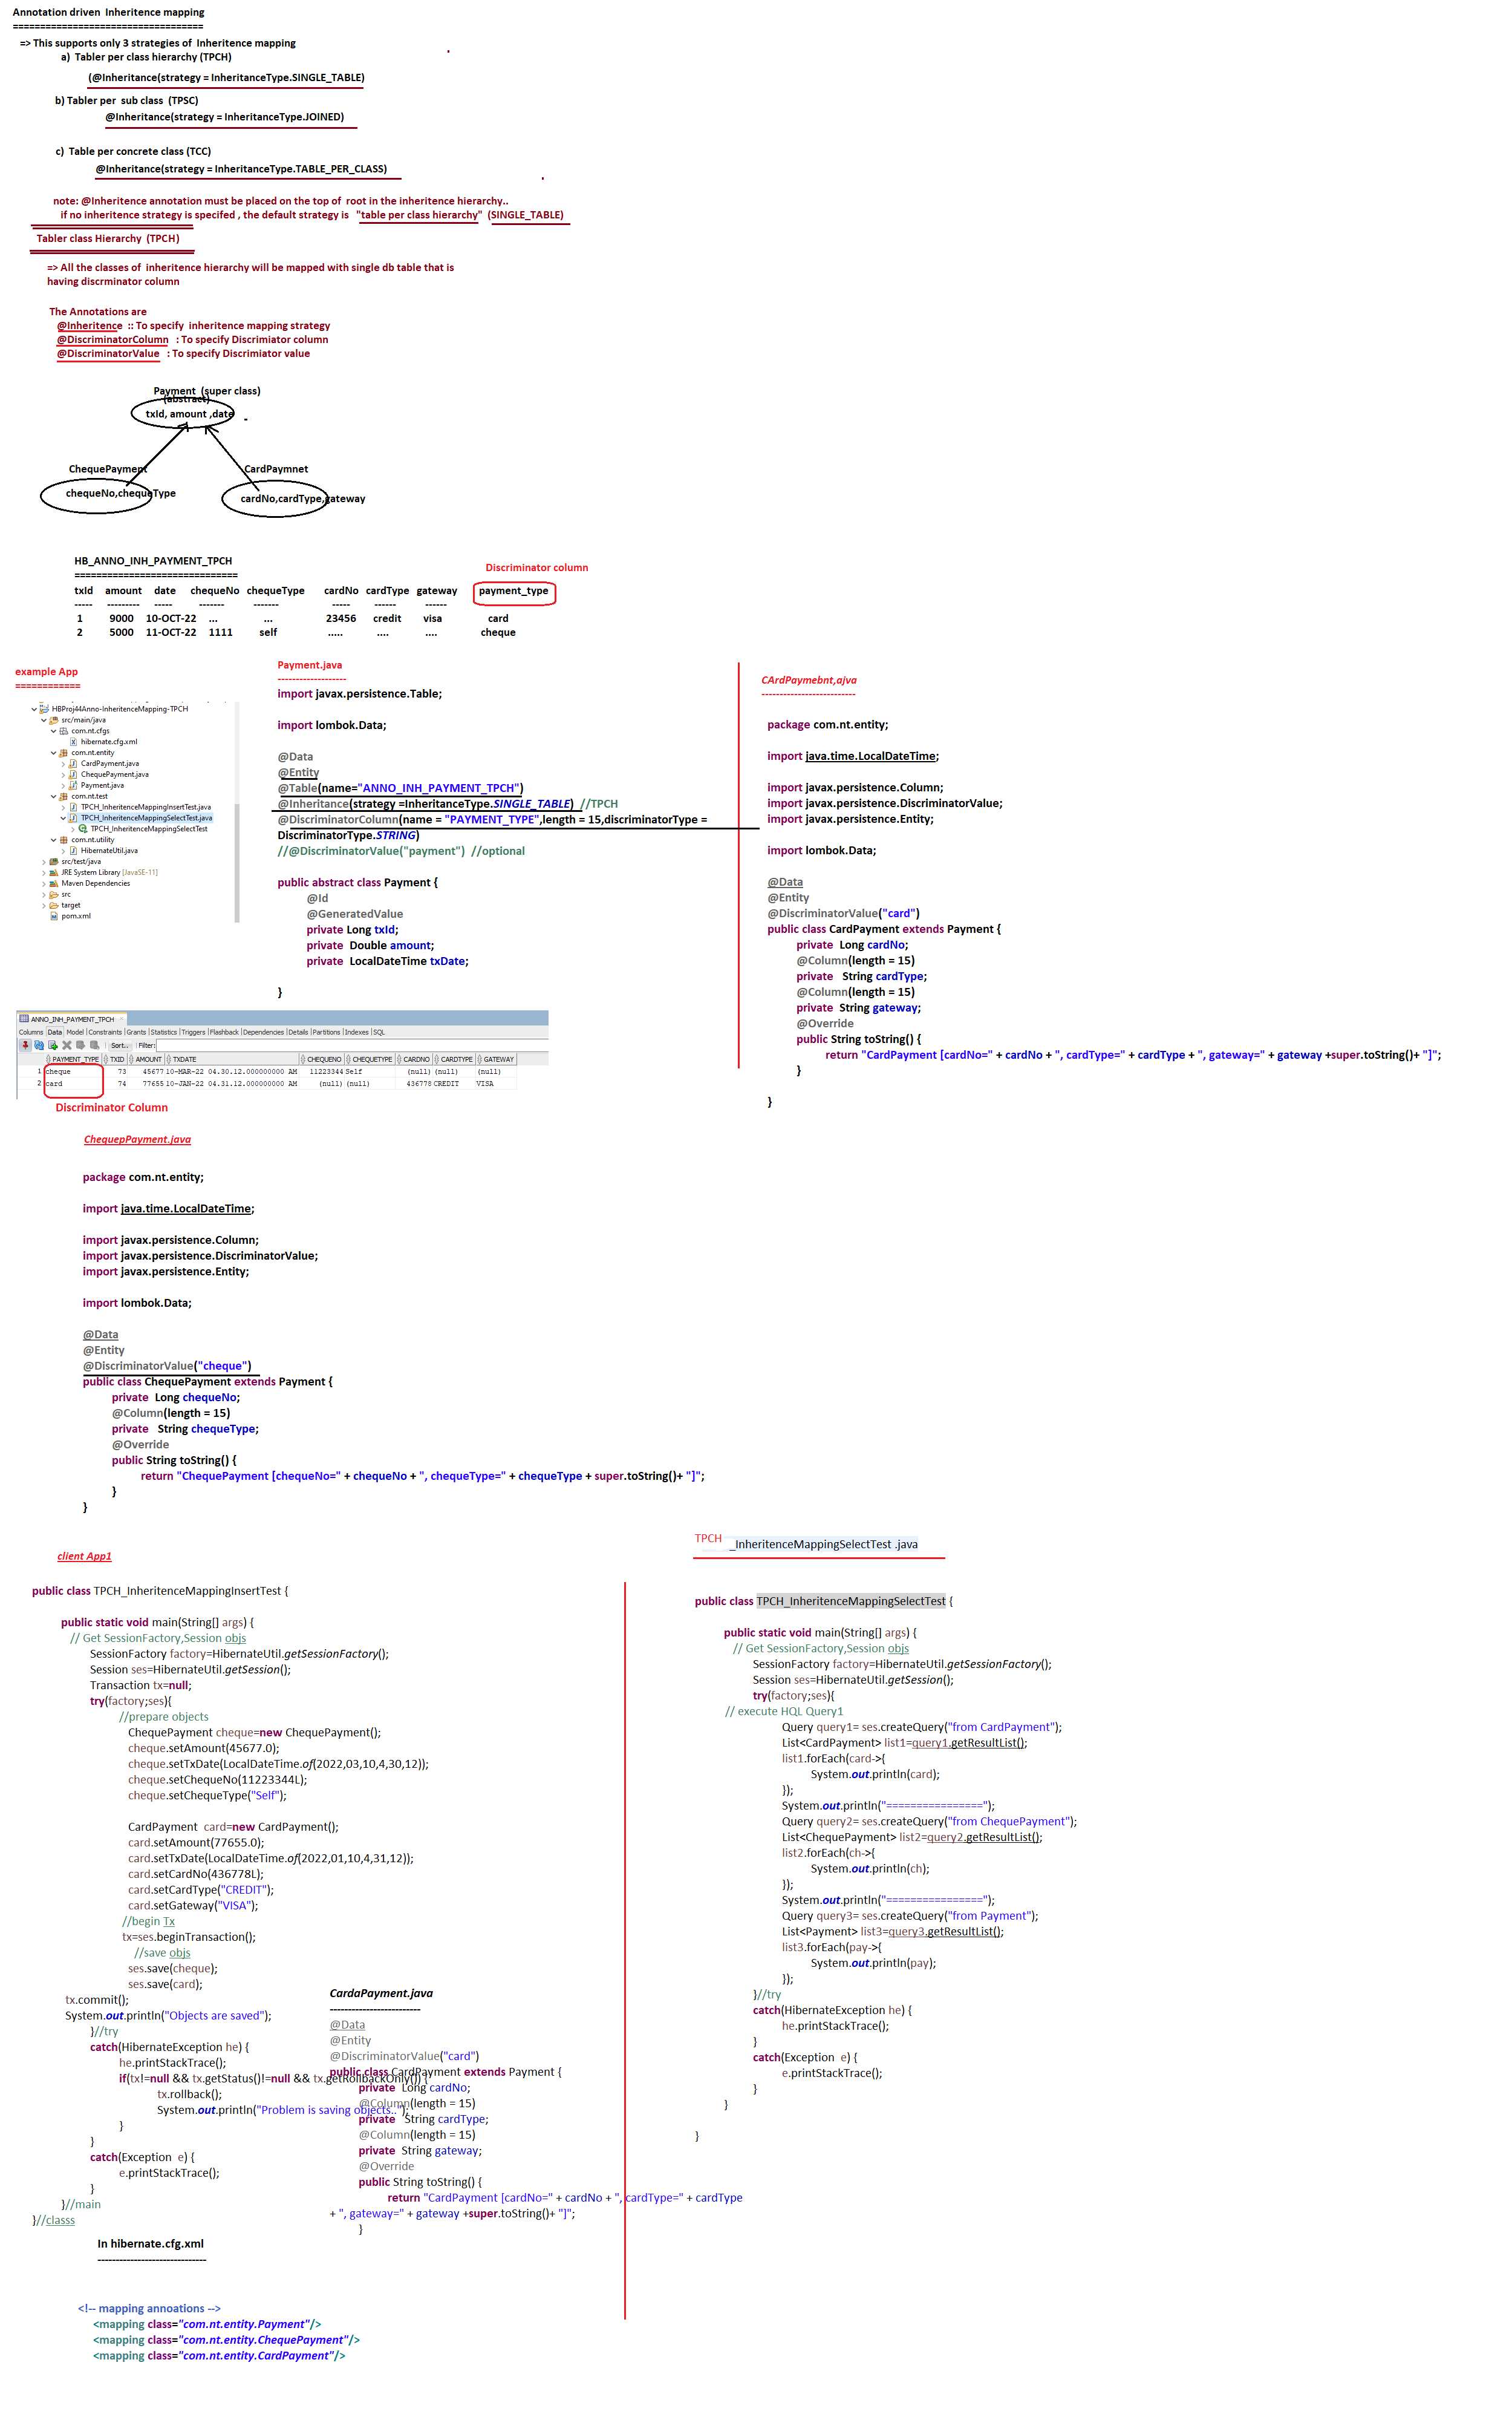 Annotation driven  Inheritence mapping
===================================
=> This supports only 3 strategies of  Inheritence mapping
a)  Tabler per class hierarchy (TPCH)
(@Inheritance(strategy = InheritanceType.SINGLE_TABLE)
b) Tabler per  sub class  (TPSC)
@Inheritance(strategy = InheritanceType.JOINED)
c)  Table per concrete class (TCC)
@Inheritance(strategy = InheritanceType.TABLE_PER_CLASS)
note: @Inheritence annotation must be placed on the top of  root in the inheritence hierarchy..
if no inheritence strategy is specifed , the default strategy is   "table per class hierarchy"  (SINGLE_TABLE)
Tabler class Hierarchy  (TPCH)
=> All the classes of  inheritence hierarchy will be mapped with single db table that is
having discrminator column
The Annotations are
@Inheritence  :: To specify  inheritence mapping strategy
@DiscriminatorColumn   : To specify Discrimiator column
@DiscriminatorValue   : To specify Discrimiator value
Payment  (super class)
(abstract)
txId, amount ,date
ChequePayment
chequeNo,chequeType
CardPaymnet
cardNo,cardType,gateway
HB_ANNO_INH_PAYMENT_TPCH
==============================
Discriminator column
txId   amount    date    chequeNo  chequeType      cardNo  cardType  gateway      payment_type
-----   ---------   -----   -------   -------   -----   ------   ------
1   9000   10-OCT-22   ...   ...   23456   credit   visa   card
2   5000   11-OCT-22   1111   self   .....   ....   ....   cheque
example App
============
HBProj44Anno-InheritenceMapping-TPCH
src/main/java
com.nt.cfgs
hibernate.cfg.xml
com.nt.entity
CardPayment.java
ChequePayment.java
Payment.java
com.nt.test
TPCH_InheritenceMappingInsertTest.java
TPCH_InheritenceMappingSelectTest.java
TPCH_InheritenceMappingSelectTest
com.nt.utility
HibernateUtil.java
src/test/java
JRE System Library [JavaSE-11]
Maven Dependencies
src
target
pom.xml
Payment.java
-------------------
import javax.persistence.Table;
import lombok.Data;
@Data
@Entity
@Table(name="ANNO_INH_PAYMENT_TPCH")
@Inheritance(strategy =InheritanceType.SINGLE_TABLE)  //TPCH
@DiscriminatorColumn(name = "PAYMENT_TYPE",length = 15,discriminatorType =
DiscriminatorType.STRING)
//@DiscriminatorValue("payment")  //optional
public abstract class Payment {
@Id
@GeneratedValue
private Long txId;
private  Double amount;
private  LocalDateTime txDate;
}
CArdPaymebnt,ajva
--------------------------
package com.nt.entity;
import java.time.LocalDateTime;
import javax.persistence.Column;
import javax.persistence.DiscriminatorValue;
import javax.persistence.Entity;
import lombok.Data;
@Data
@Entity
@DiscriminatorValue("card")
public class CardPayment extends Payment {
private  Long cardNo;
@Column(length = 15)
private   String cardType;
@Column(length = 15)
private  String gateway;
@Override
public String toString() {
return "CardPayment [cardNo=" + cardNo + ", cardType=" + cardType + ", gateway=" + gateway +super.toString()+ "]";
}
}
ANNO_INH_PAYMENT_TPCH
Columns Data Model Constraints Grants Statistics Triggers Flashback Dependencies Details Partitions Indexes SQL
Sort.. Filter:
PAYMENT_TYPE TXID AMOUNT TXDATE CHEQUENO CHEQUETYPE CARDNO CARDTYPE GATEWAY
1 cheque 73 45677 10-MAR-22 04.30.12.000000000 AM 11223344 Self (null) (null) (null)
2 card 74 77655 10-JAN-22 04.31.12.000000000 AM (null) (null) 436778 CREDIT VISA
Discriminator Column
ChequepPayment.java
package com.nt.entity;
import java.time.LocalDateTime;
import javax.persistence.Column;
import javax.persistence.DiscriminatorValue;
import javax.persistence.Entity;
import lombok.Data;
@Data
@Entity
@DiscriminatorValue("cheque")
public class ChequePayment extends Payment {
private  Long chequeNo;
@Column(length = 15)
private   String chequeType;
@Override
public String toString() {
return "ChequePayment [chequeNo=" + chequeNo + ", chequeType=" + chequeType + super.toString()+ "]";
}
}
client App1
public class TPCH_InheritenceMappingInsertTest {
public static void main(String[] args) {
// Get SessionFactory,Session objs
SessionFactory factory=HibernateUtil.getSessionFactory();
Session ses=HibernateUtil.getSession();
Transaction tx=null;
try(factory;ses){
//prepare objects
ChequePayment cheque=new ChequePayment();
cheque.setAmount(45677.0);
cheque.setTxDate(LocalDateTime.of(2022,03,10,4,30,12));
cheque.setChequeNo(11223344L);
cheque.setChequeType("Self");
CardPayment  card=new CardPayment();
card.setAmount(77655.0);
card.setTxDate(LocalDateTime.of(2022,01,10,4,31,12));
card.setCardNo(436778L);
card.setCardType("CREDIT");
card.setGateway("VISA");
//begin Tx
tx=ses.beginTransaction();
//save objs
ses.save(cheque);
ses.save(card);
tx.commit();
System.out.println("Objects are saved");
}//try
catch(HibernateException he) {
he.printStackTrace();
if(tx!=null && tx.getStatus()!=null && tx.getRollbackOnly()) {
tx.rollback();
System.out.println("Problem is saving objects..");
}
}
catch(Exception  e) {
e.printStackTrace();
}
}//main
}//classs
CardaPayment.java
-------------------------
@Data
@Entity
@DiscriminatorValue("card")
public class CardPayment extends Payment {
private  Long cardNo;
@Column(length = 15)
private   String cardType;
@Column(length = 15)
private  String gateway;
@Override
public String toString() {
return "CardPayment [cardNo=" + cardNo + ", cardType=" + cardType
+ ", gateway=" + gateway +super.toString()+ "]";
}
TPCH _InheritenceMappingSelectTest .java
public class TPCH_InheritenceMappingSelectTest {
public static void main(String[] args) {
// Get SessionFactory,Session objs
SessionFactory factory=HibernateUtil.getSessionFactory();
Session ses=HibernateUtil.getSession();
try(factory;ses){
// execute HQL Query1
Query query1= ses.createQuery("from CardPayment");
List<CardPayment> list1=query1.getResultList();
list1.forEach(card->{
System.out.println(card);
});
System.out.println("================");
Query query2= ses.createQuery("from ChequePayment");
List<ChequePayment> list2=query2.getResultList();
list2.forEach(ch->{
System.out.println(ch);
});
System.out.println("================");
Query query3= ses.createQuery("from Payment");
List<Payment> list3=query3.getResultList();
list3.forEach(pay->{
System.out.println(pay);
});
}//try
catch(HibernateException he) {
he.printStackTrace();
}
catch(Exception  e) {
e.printStackTrace();
}
}
}
In hibernate.cfg.xml
------------------------------
<!-- mapping annoations -->
<mapping class="com.nt.entity.Payment"/>
<mapping class="com.nt.entity.ChequePayment"/>
<mapping class="com.nt.entity.CardPayment"/>